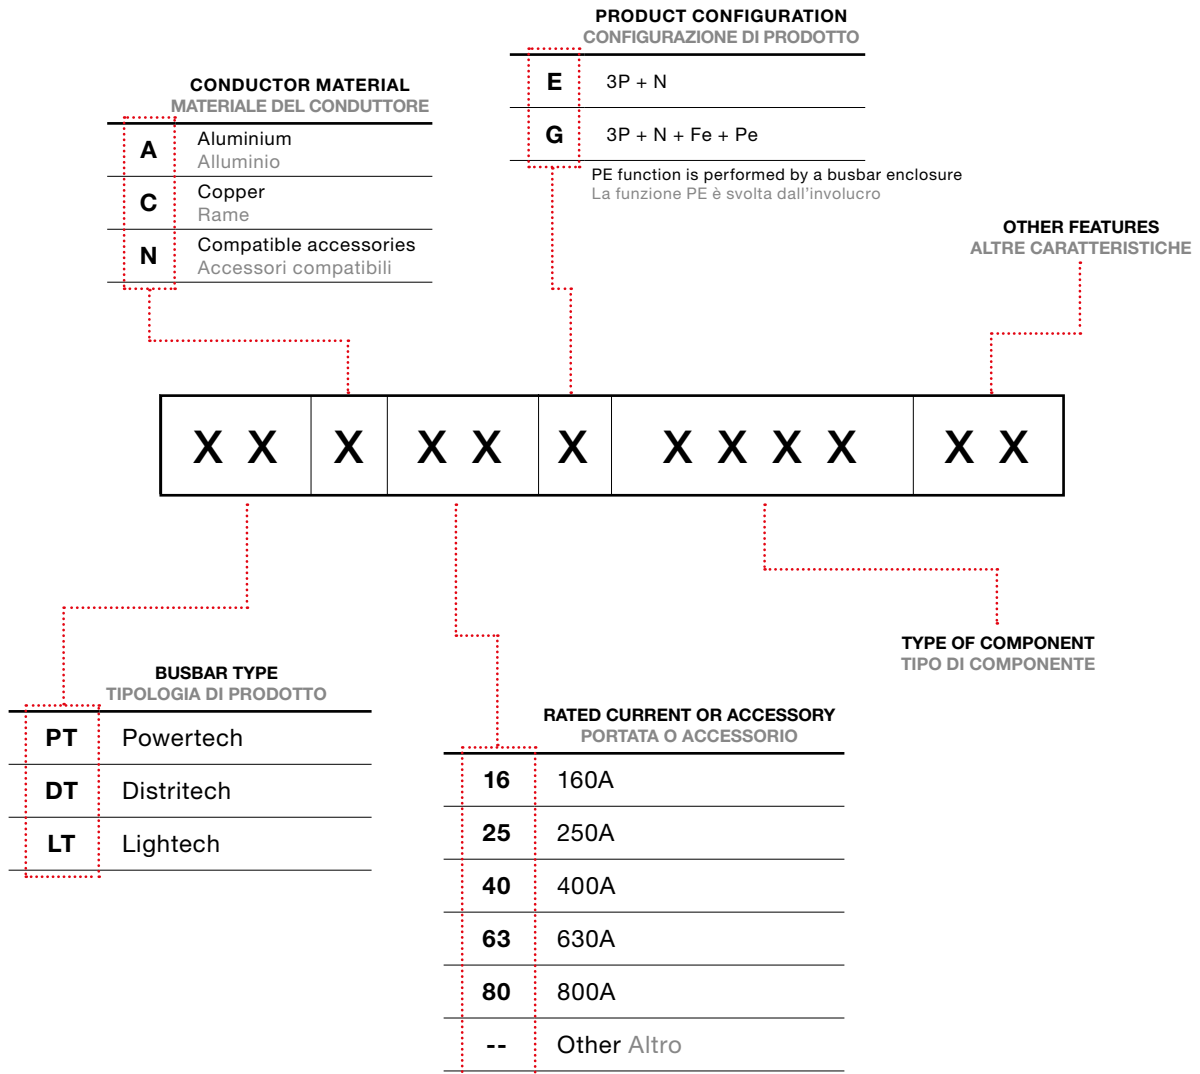 PRODUCT CONFIGURATION
CONFIGURAZIONE DI PRODOTTO
E 3P + N
G 3P + N + Fe + Pe
PE function is performed by a busbar enclosure
La funzione PE è svolta dall'involucro
CONDUCTOR MATERIAL
MATERIALE DEL CONDUTTORE
A Aluminium
Alluminio
C Copper
Rame
N Compatible accessories
Accessori compatibili
OTHER FEATURES
ALTRE CARATTERISTICHE
X X X X X X X X X X X X
BUSBAR TYPE
TIPOLOGIA DI PRODOTTO
PT Powertech
DT Distritech
LT Lightech
TYPE OF COMPONENT
TIPO DI COMPONENTE
RATED CURRENT OR ACCESSORY
PORTATA O ACCESSORIO
16 160A
25 250A
40 400A
63 630A
80 800A
-- Other Altro